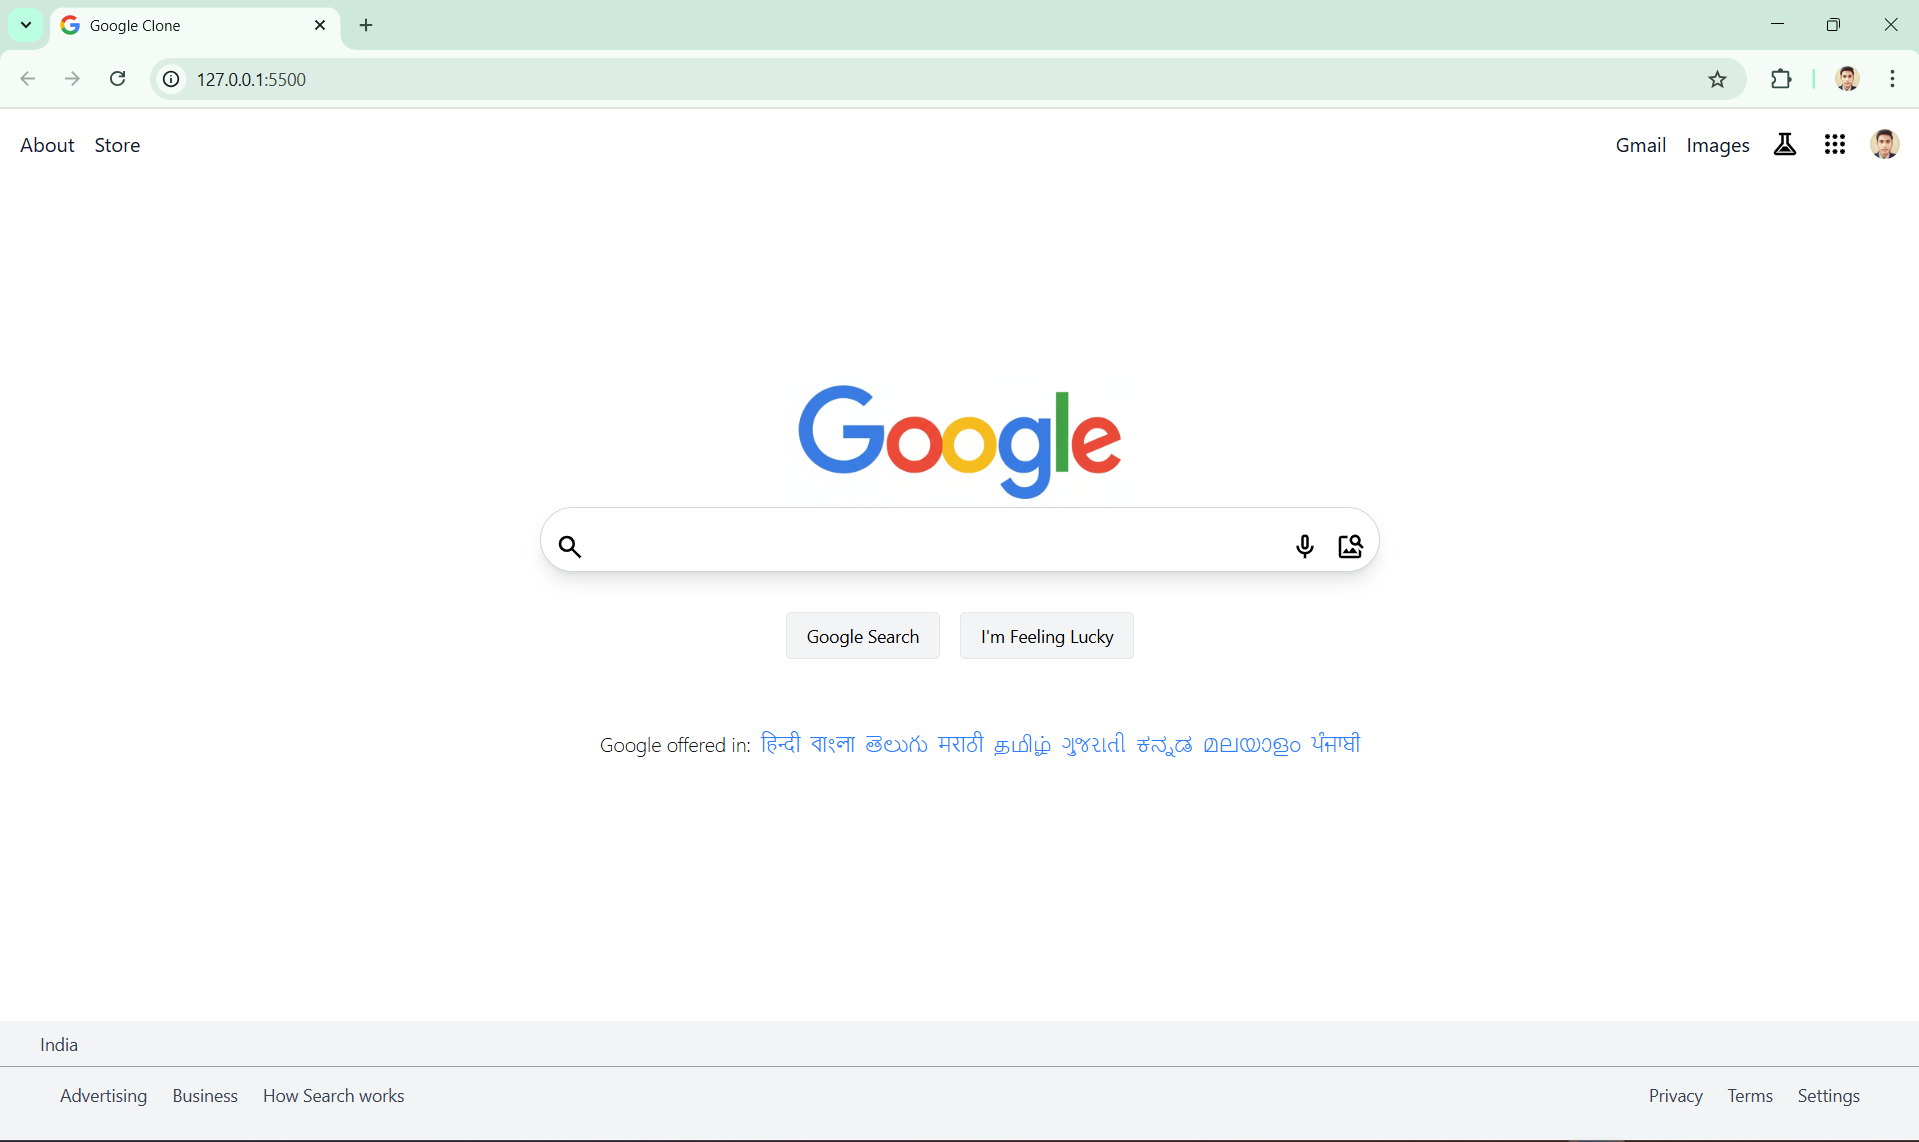 Google Clone
127.0.0.1:5500
About Store Gmail Images
Google
Google Search I'm Feeling Lucky
Google offered in: हिन्दी বাংলা తెలుగు मराठी தமிழ் ગુજરાતી ಕನ್ನಡ മലയാളം ਪੰਜਾਬੀ
India
Advertising Business How Search works Privacy Terms Settings